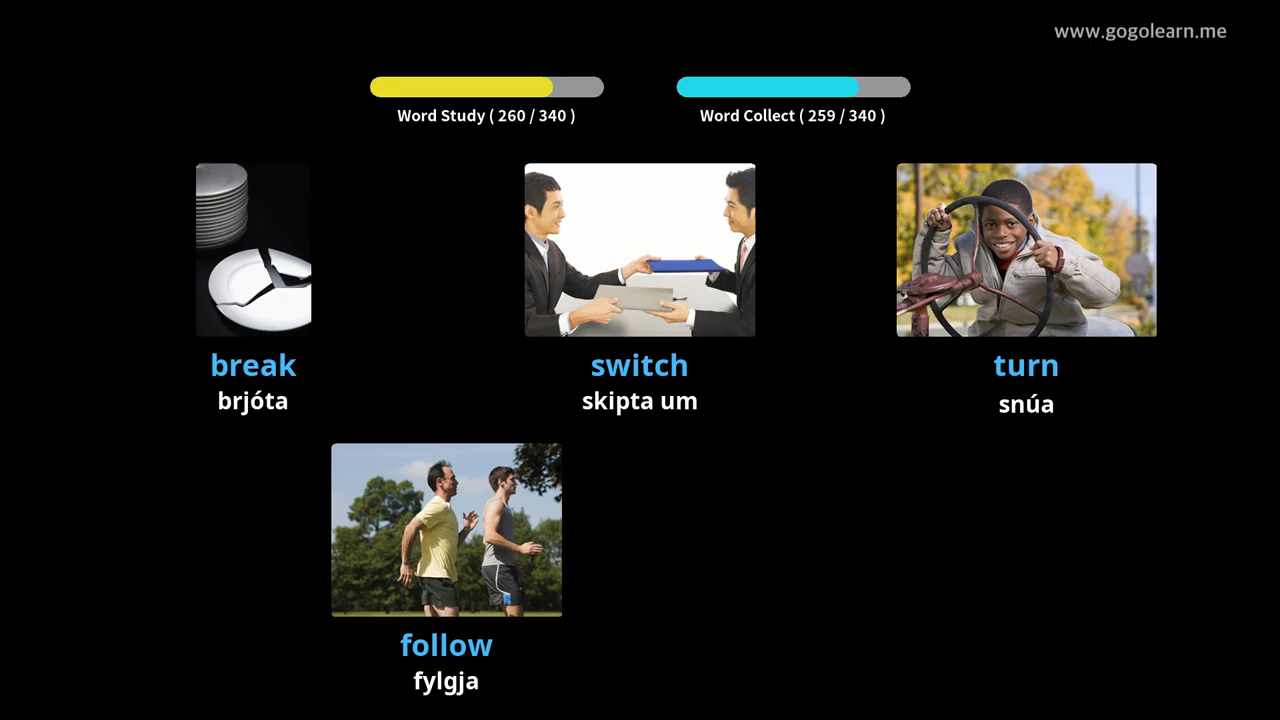 www.gogolearn.me
Word Study ( 260 / 340 )
Word Collect ( 259 / 340 )
break
brjóta
switch
skipta um
turn
snúa
follow
fylgja